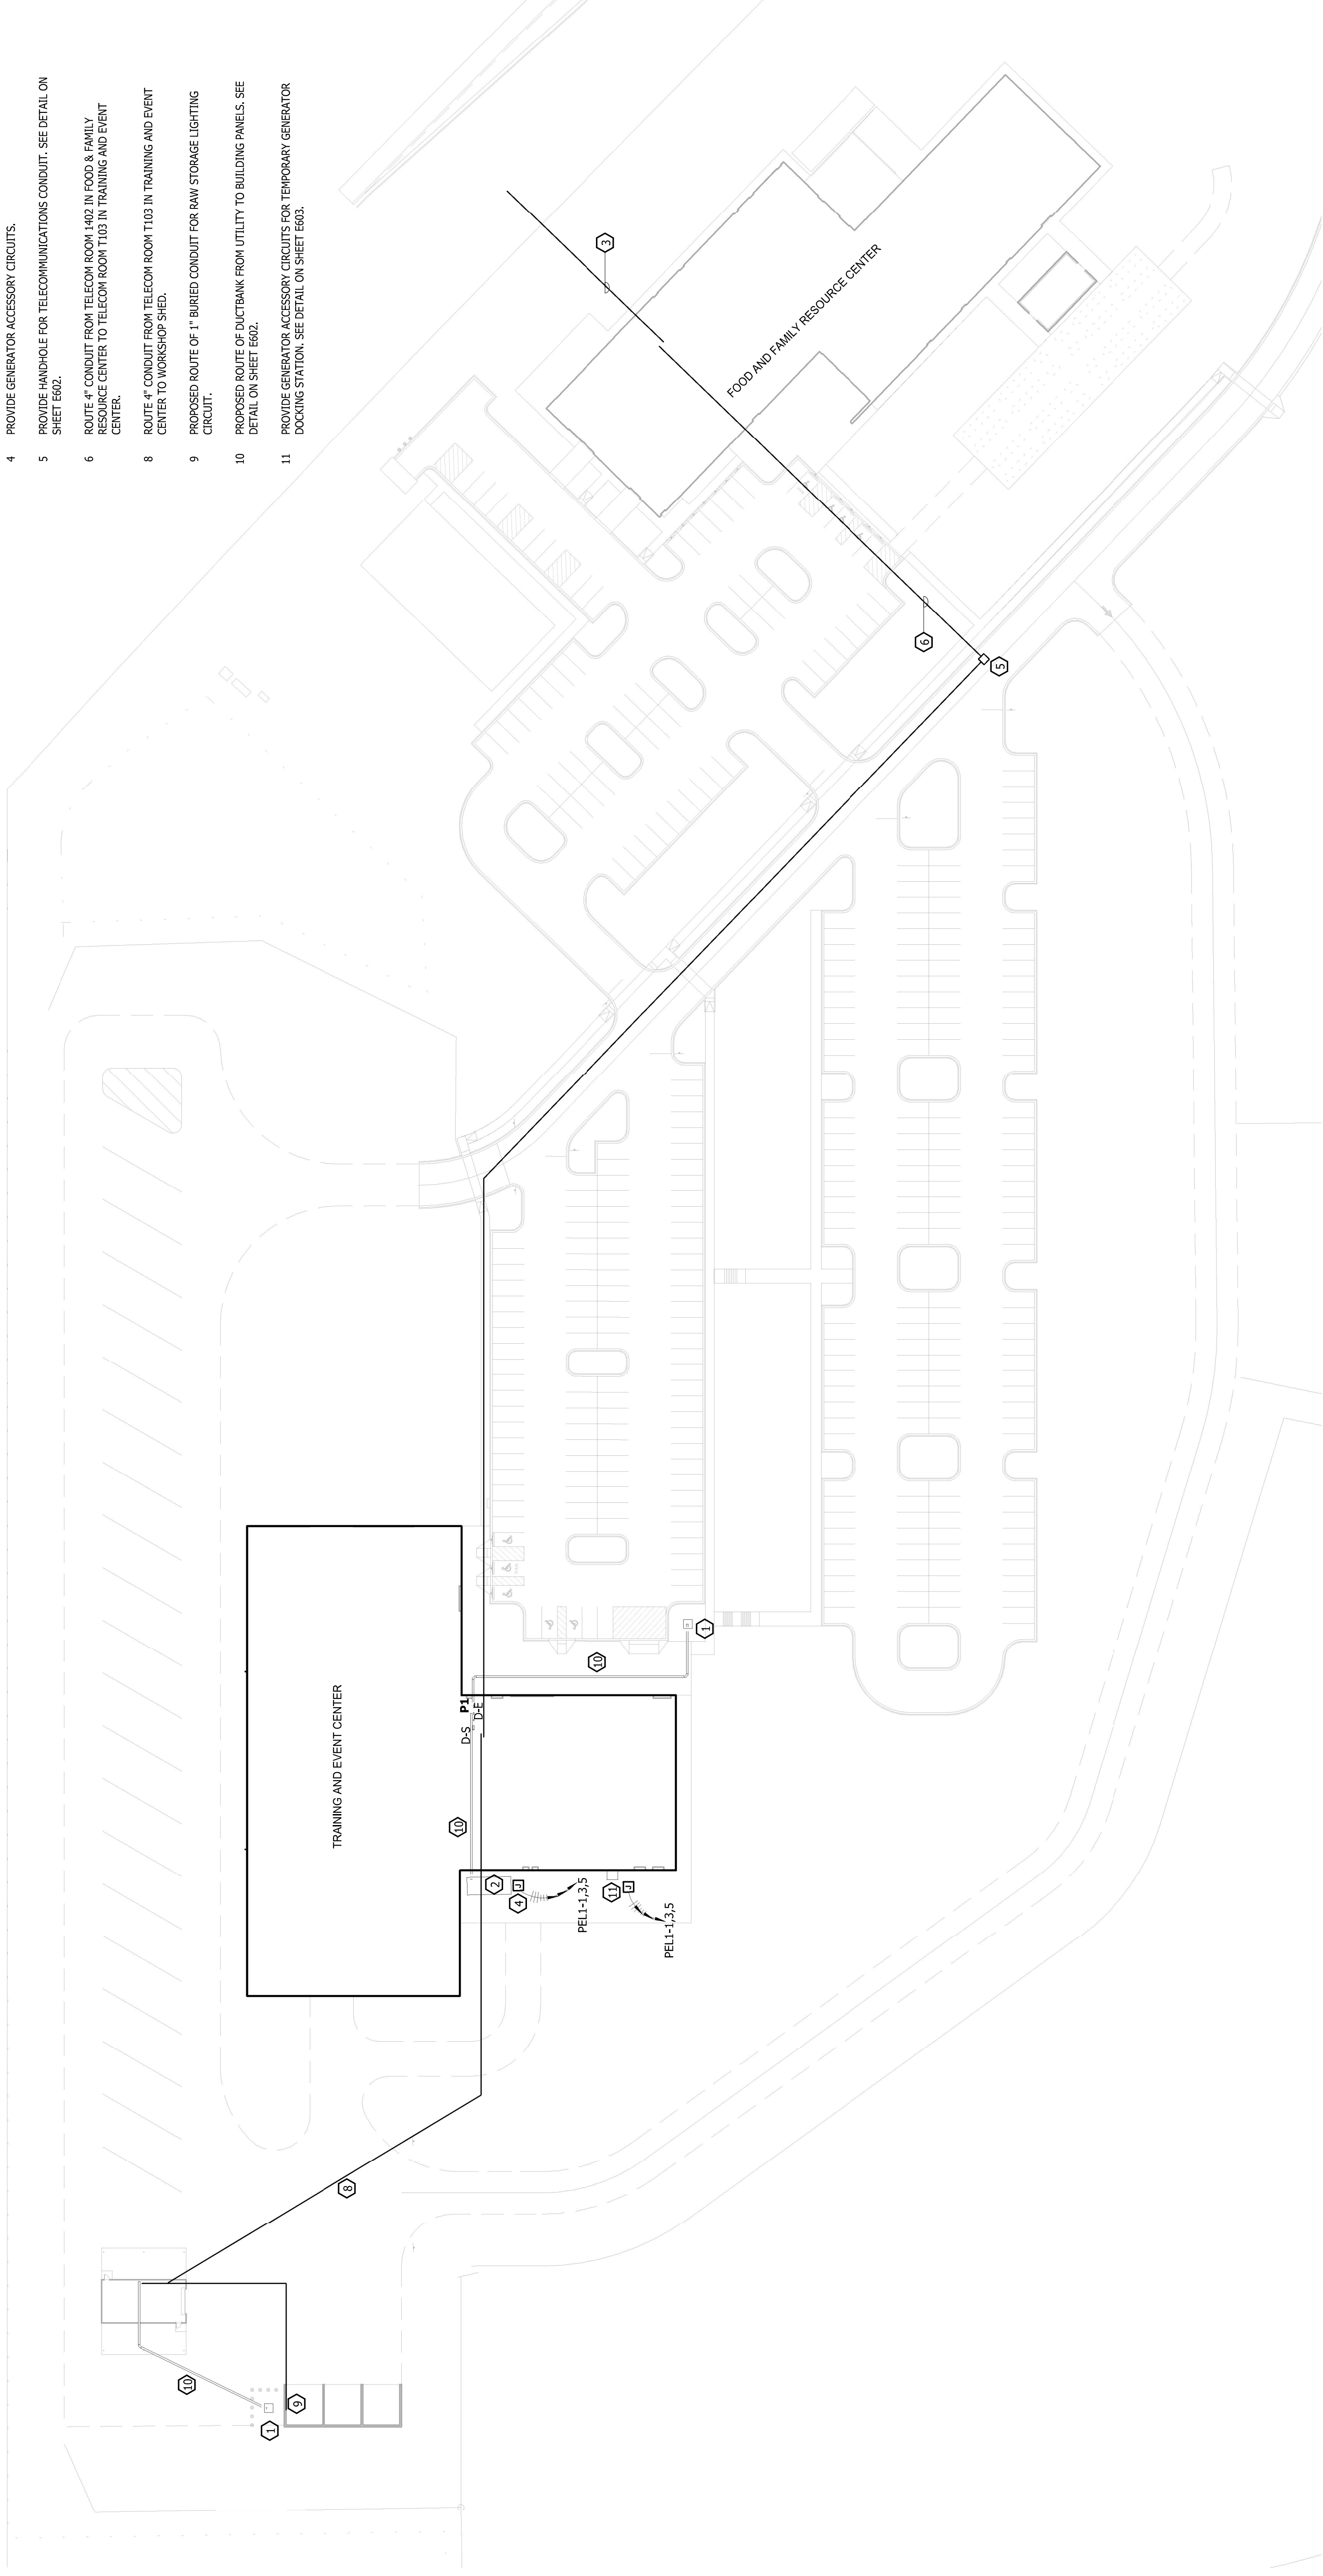 4 PROVIDE GENERATOR ACCESSORY CIRCUITS.
5 PROVIDE HANDHOLE FOR TELECOMMUNICATIONS CONDUIT. SEE DETAIL ON
SHEET E602.
6 ROUTE 4" CONDUIT FROM TELECOM ROOM 1402 IN FOOD & FAMILY
RESOURCE CENTER TO TELECOM ROOM T103 IN TRAINING AND EVENT
CENTER.
8 ROUTE 4" CONDUIT FROM TELECOM ROOM T103 IN TRAINING AND EVENT
CENTER TO WORKSHOP SHED.
9 PROPOSED ROUTE OF 1" BURIED CONDUIT FOR RAW STORAGE LIGHTING
CIRCUIT.
10 PROPOSED ROUTE OF DUCTBANK FROM UTILITY TO BUILDING PANELS. SEE
DETAIL ON SHEET E602.
11 PROVIDE GENERATOR ACCESSORY CIRCUITS FOR TEMPORARY GENERATOR
DOCKING STATION. SEE DETAIL ON SHEET E603.
3
FOOD AND FAMILY RESOURCE CENTER
6
5
1
10
P1
D-E
D-S
TRAINING AND EVENT CENTER
10
2
4
J
PEL1-1,3,5
11
J
PEL1-1,3,5
8
10
9
1